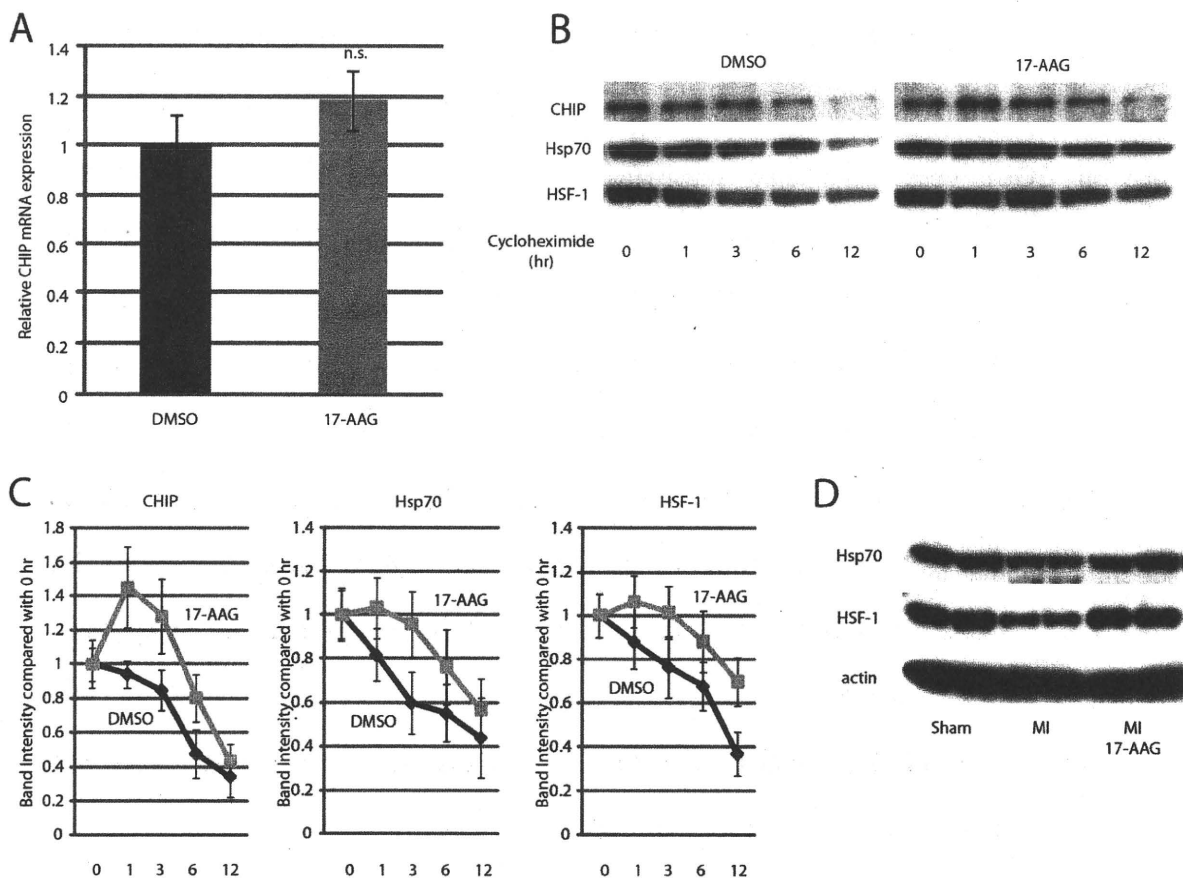 A
Relative CHIP mRNA expression
1.4
1.2
1
0.8
0.6
0.4
0.2
0
n.s.
DMSO 17-AAG
B
DMSO 17-AAG
CHIP
Hsp70
HSF-1
Cycloheximide
(hr)
0 1 3 6 12 0 1 3 6 12
C
CHIP
Band Intensity compared with 0 hr
1.8
1.6
1.4
1.2
1
0.8
0.6
0.4
0.2
0
17-AAG
DMSO
0 1 3 6 12
Hsp70
Band Intensity compared with 0 hr
1.4
1.2
1
0.8
0.6
0.4
0.2
0
17-AAG
DMSO
0 1 3 6 12
HSF-1
Band Intensity compared with 0 hr
1.4
1.2
1
0.8
0.6
0.4
0.2
0
17-AAG
DMSO
0 1 3 6 12
D
Hsp70
HSF-1
actin
Sham MI MI
17-AAG